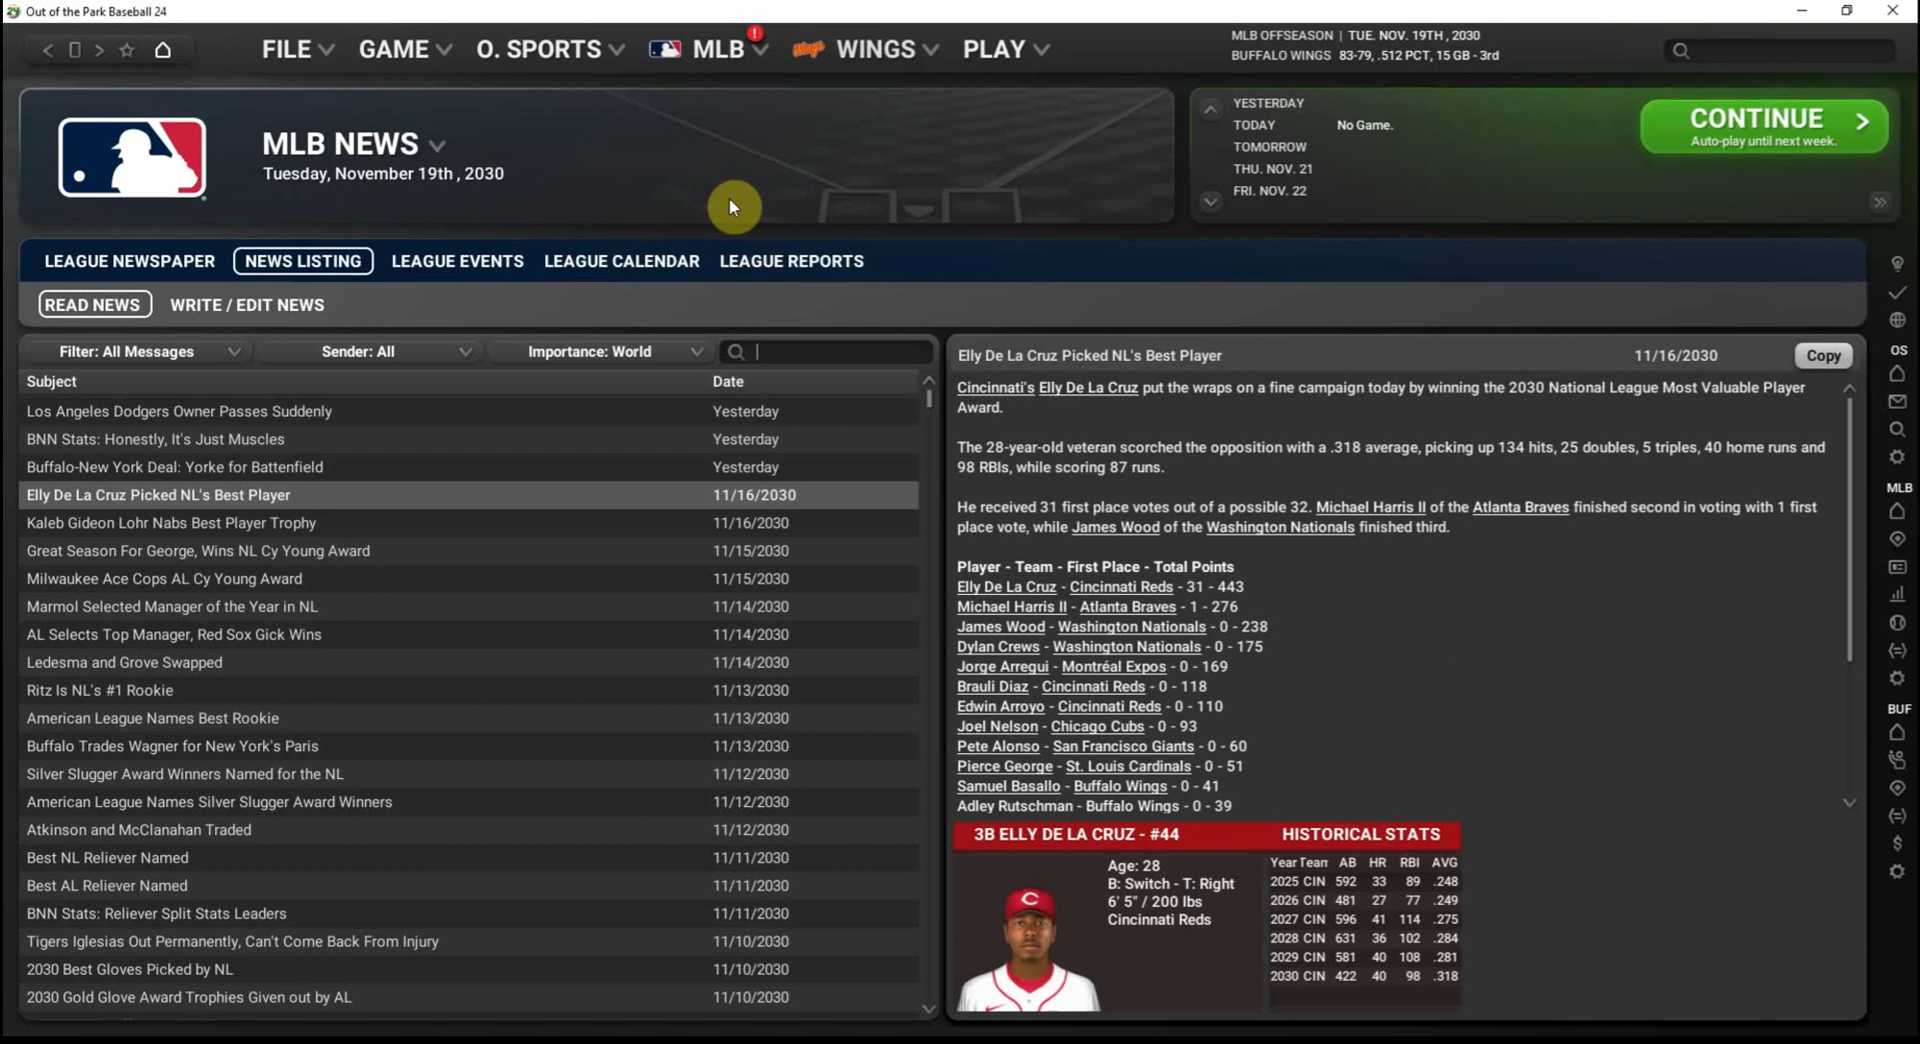 Out of the Park Baseball 24
FILE GAME O. SPORTS MLB ! WINGS PLAY
MLB OFFSEASON | TUE. NOV. 19TH , 2030
BUFFALO WINGS 83-79, .512 PCT, 15 GB - 3rd
MLB NEWS
Tuesday, November 19th , 2030
YESTERDAY
TODAY No Game.
TOMORROW
THU. NOV. 21
FRI. NOV. 22
CONTINUE
Auto-play until next week.
LEAGUE NEWSPAPER NEWS LISTING LEAGUE EVENTS LEAGUE CALENDAR LEAGUE REPORTS
READ NEWS WRITE / EDIT NEWS
Filter: All Messages Sender: All Importance: World
Subject Date
Los Angeles Dodgers Owner Passes Suddenly Yesterday
BNN Stats: Honestly, It's Just Muscles Yesterday
Buffalo-New York Deal: Yorke for Battenfield Yesterday
Elly De La Cruz Picked NL's Best Player 11/16/2030
Kaleb Gideon Lohr Nabs Best Player Trophy 11/16/2030
Great Season For George, Wins NL Cy Young Award 11/15/2030
Milwaukee Ace Cops AL Cy Young Award 11/15/2030
Marmol Selected Manager of the Year in NL 11/14/2030
AL Selects Top Manager, Red Sox Gick Wins 11/14/2030
Ledesma and Grove Swapped 11/14/2030
Ritz Is NL's #1 Rookie 11/13/2030
American League Names Best Rookie 11/13/2030
Buffalo Trades Wagner for New York's Paris 11/13/2030
Silver Slugger Award Winners Named for the NL 11/12/2030
American League Names Silver Slugger Award Winners 11/12/2030
Atkinson and McClanahan Traded 11/12/2030
Best NL Reliever Named 11/11/2030
Best AL Reliever Named 11/11/2030
BNN Stats: Reliever Split Stats Leaders 11/11/2030
Tigers Iglesias Out Permanently, Can't Come Back From Injury 11/10/2030
2030 Best Gloves Picked by NL 11/10/2030
2030 Gold Glove Award Trophies Given out by AL 11/10/2030
Elly De La Cruz Picked NL's Best Player 11/16/2030 Copy
Cincinnati's Elly De La Cruz put the wraps on a fine campaign today by winning the 2030 National League Most Valuable Player
Award.
The 28-year-old veteran scorched the opposition with a .318 average, picking up 134 hits, 25 doubles, 5 triples, 40 home runs and
98 RBIs, while scoring 87 runs.
He received 31 first place votes out of a possible 32. Michael Harris II of the Atlanta Braves finished second in voting with 1 first
place vote, while James Wood of the Washington Nationals finished third.
Player - Team - First Place - Total Points
Elly De La Cruz - Cincinnati Reds - 31 - 443
Michael Harris II - Atlanta Braves - 1 - 276
James Wood - Washington Nationals - 0 - 238
Dylan Crews - Washington Nationals - 0 - 175
Jorge Arregui - Montréal Expos - 0 - 169
Brauli Diaz - Cincinnati Reds - 0 - 118
Edwin Arroyo - Cincinnati Reds - 0 - 110
Joel Nelson - Chicago Cubs - 0 - 93
Pete Alonso - San Francisco Giants - 0 - 60
Pierce George - St. Louis Cardinals - 0 - 51
Samuel Basallo - Buffalo Wings - 0 - 41
Adley Rutschman - Buffalo Wings - 0 - 39
3B ELLY DE LA CRUZ - #44 HISTORICAL STATS
Age: 28
B: Switch - T: Right
6' 5" / 200 lbs
Cincinnati Reds
Year Team AB HR RBI AVG
2025 CIN 592 33 89 .248
2026 CIN 481 27 77 .249
2027 CIN 596 41 114 .275
2028 CIN 631 36 102 .284
2029 CIN 581 40 108 .281
2030 CIN 422 40 98 .318
OS
MLB
BUF